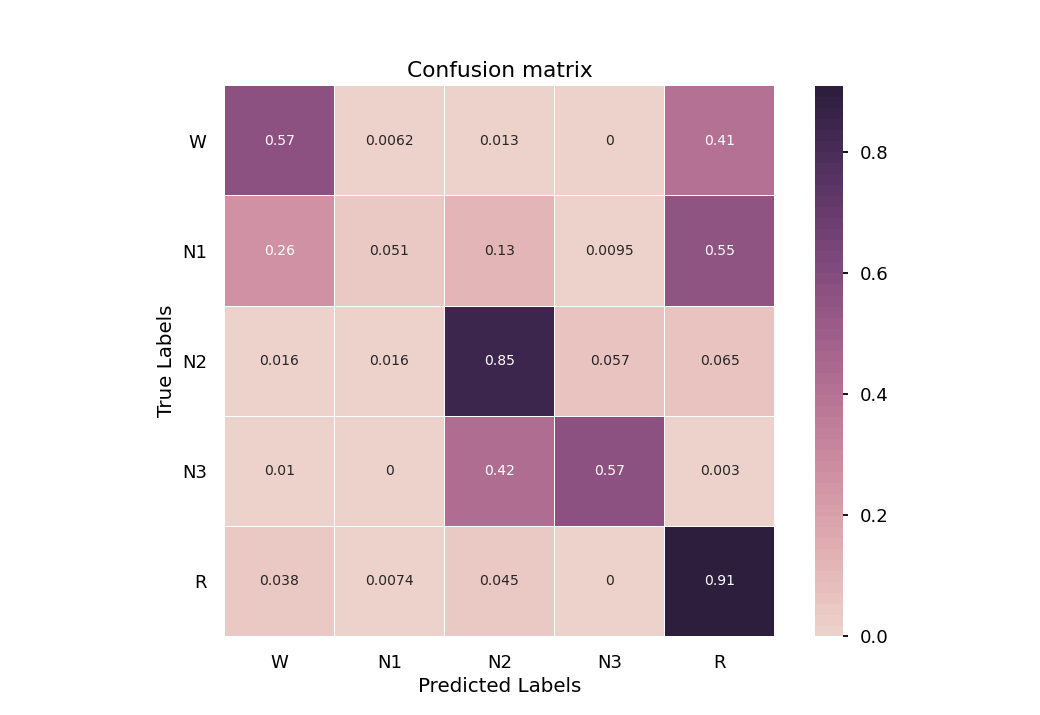 Confusion matrix
W 0.57 0.0062 0.013 0 0.41
N1 0.26 0.051 0.13 0.0095 0.55
N2 0.016 0.016 0.85 0.057 0.065
N3 0.01 0 0.42 0.57 0.003
R 0.038 0.0074 0.045 0 0.91
W N1 N2 N3 R
Predicted Labels
True Labels
0.8
0.6
0.4
0.2
0.0